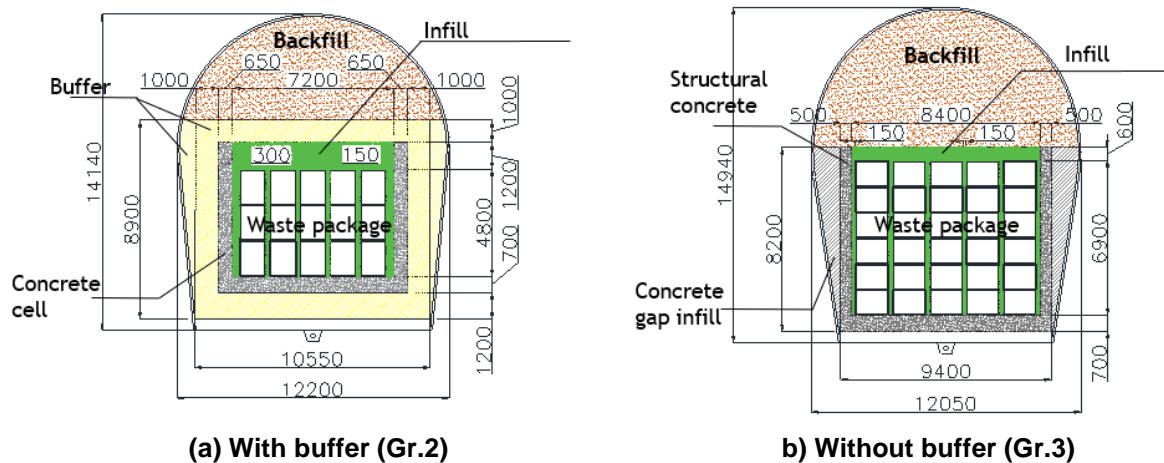 Backfill
Infill
650
650
1000
7200
1000
Buffer
1000
300
150
14140
1200
8900
Waste package
4800
700
Concrete
cell
1200
10550
12200
(a) With buffer (Gr.2)
Backfill
Infill
Structural
concrete
500
8400
500
150
150
600
14940
Waste package
8200
6900
Concrete
gap infill
700
9400
12050
b) Without buffer (Gr.3)